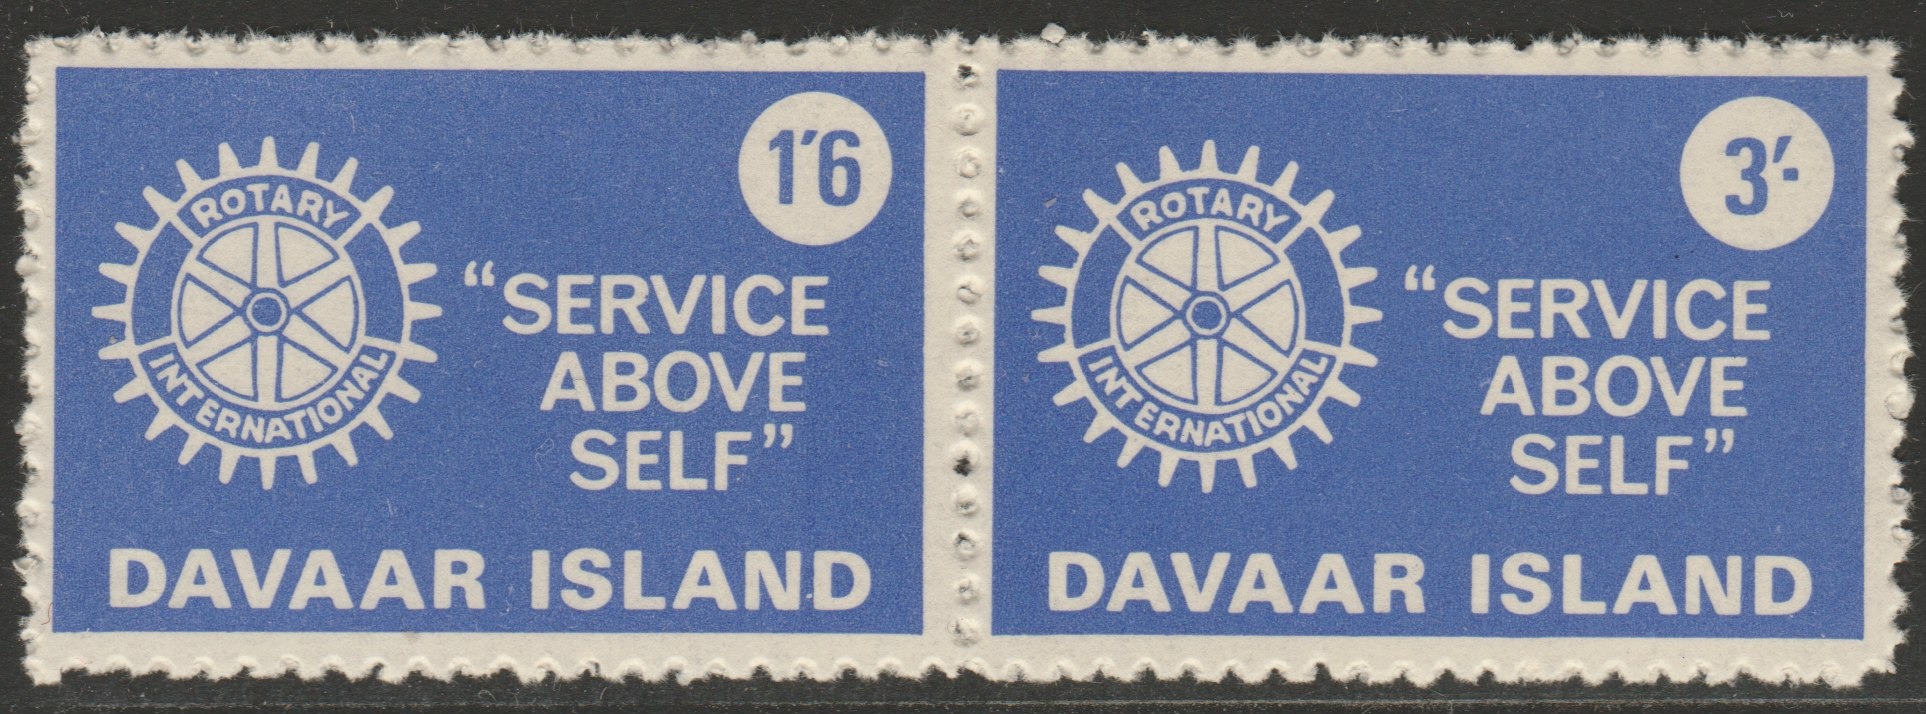 1'6
ROTARY
INTERNATIONAL
“SERVICE
ABOVE
SELF”
DAVAAR ISLAND
3'-
ROTARY
INTERNATIONAL
“SERVICE
ABOVE
SELF”
DAVAAR ISLAND